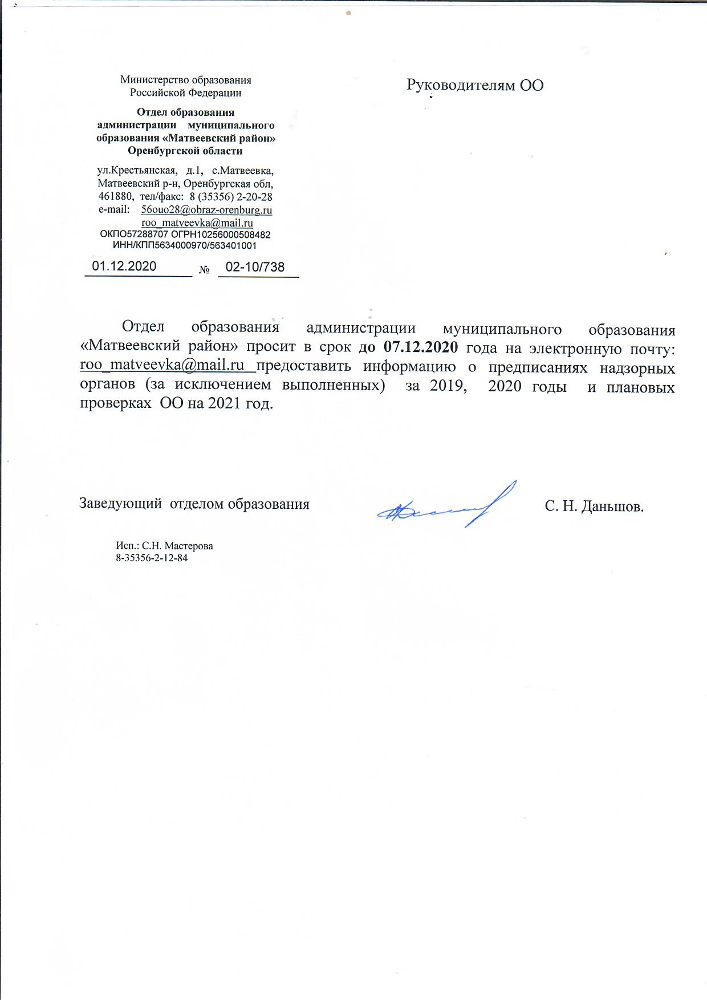 Министерство образования
Российской Федерации
Отдел образования
администрации муниципального
образования «Матвеевский район»
Оренбургской области
ул.Крестьянская, д.1, с.Матвеевка,
Матвеевский р-н, Оренбургская обл,
461880, тел/факс: 8 (35356) 2-20-28
e-mail: 56ouo28@obraz-orenburg.ru
roo_matveevka@mail.ru
ОКПО57288707 ОГРН10256000508482
ИНН/КПП5634000970/563401001
01.12.2020 № 02-10/738
Руководителям ОО
Отдел образования администрации муниципального образования
«Матвеевский район» просит в срок до 07.12.2020 года на электронную почту:
roo_matveevka@mail.ru предоставить информацию о предписаниях надзорных
органов (за исключением выполненных) за 2019, 2020 годы и плановых
проверках ОО на 2021 год.
Заведующий отделом образования С. Н. Даньшов.
Исп.: С.Н. Мастерова
8-35356-2-12-84